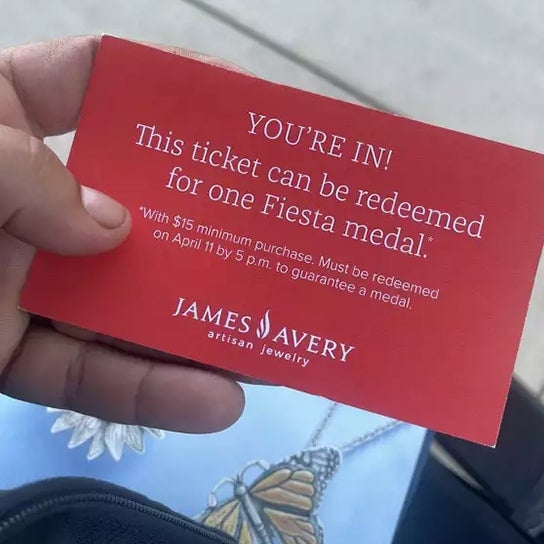 YOU'RE IN!
This ticket can be redeemed
for one Fiesta medal.*
*With $15 minimum purchase. Must be redeemed
on April 11 by 5 p.m. to guarantee a medal.
JAMES AVERY
artisan jewelry